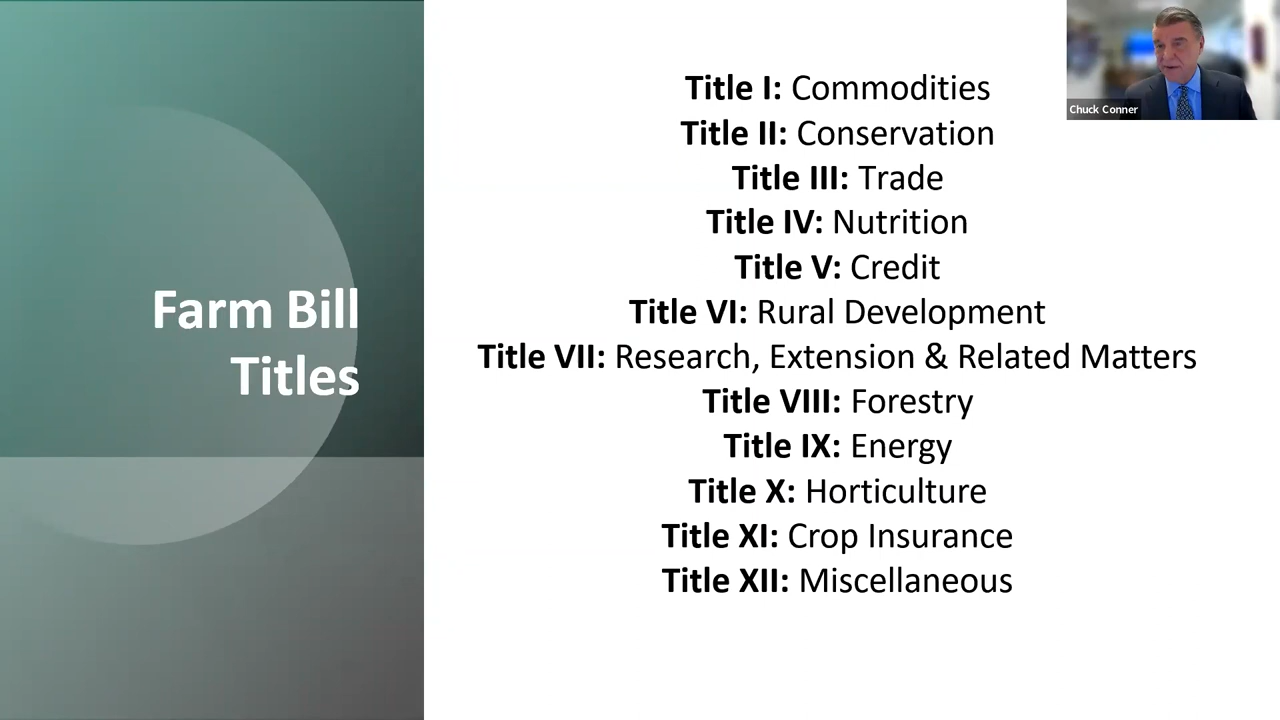 Farm Bill
Titles
Title I: Commodities
Title II: Conservation
Title III: Trade
Title IV: Nutrition
Title V: Credit
Title VI: Rural Development
Title VII: Research, Extension & Related Matters
Title VIII: Forestry
Title IX: Energy
Title X: Horticulture
Title XI: Crop Insurance
Title XII: Miscellaneous
Chuck Conner